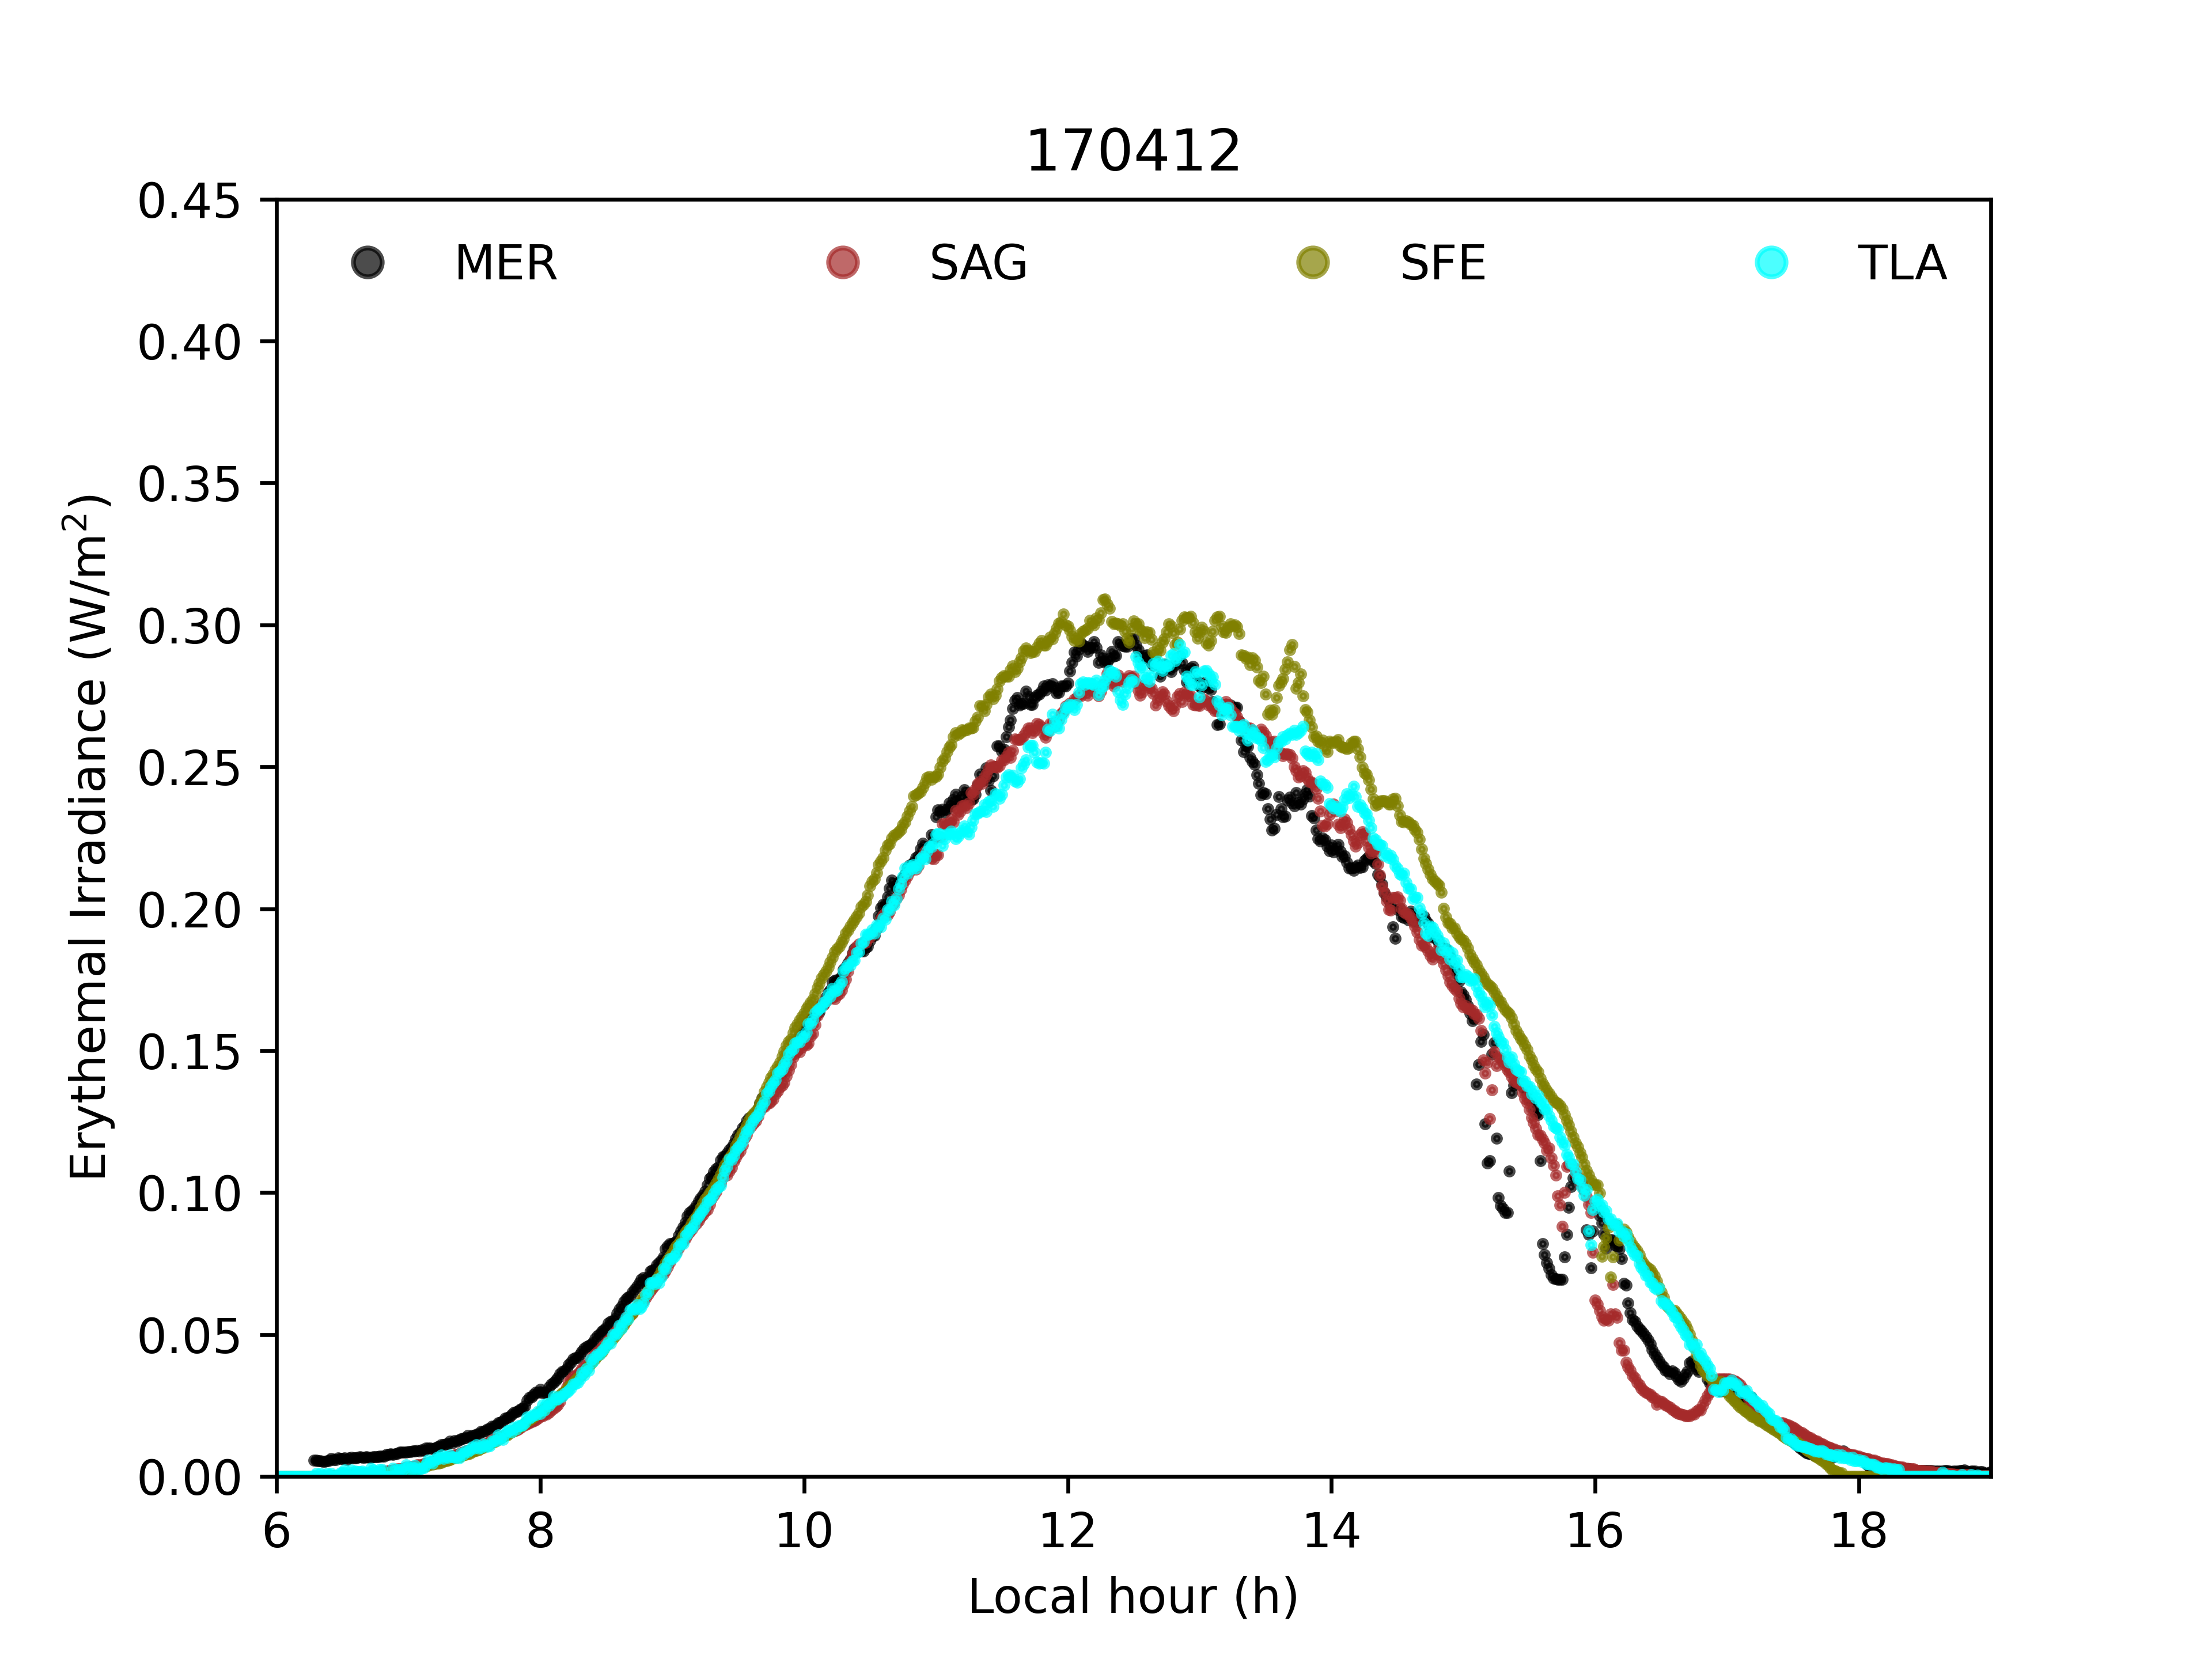 170412
MER SAG SFE TLA
0.45
0.40
0.35
0.30
0.25
0.20
0.15
0.10
0.05
0.00
Erythemal Irradiance (W/m²)
6 8 10 12 14 16 18
Local hour (h)